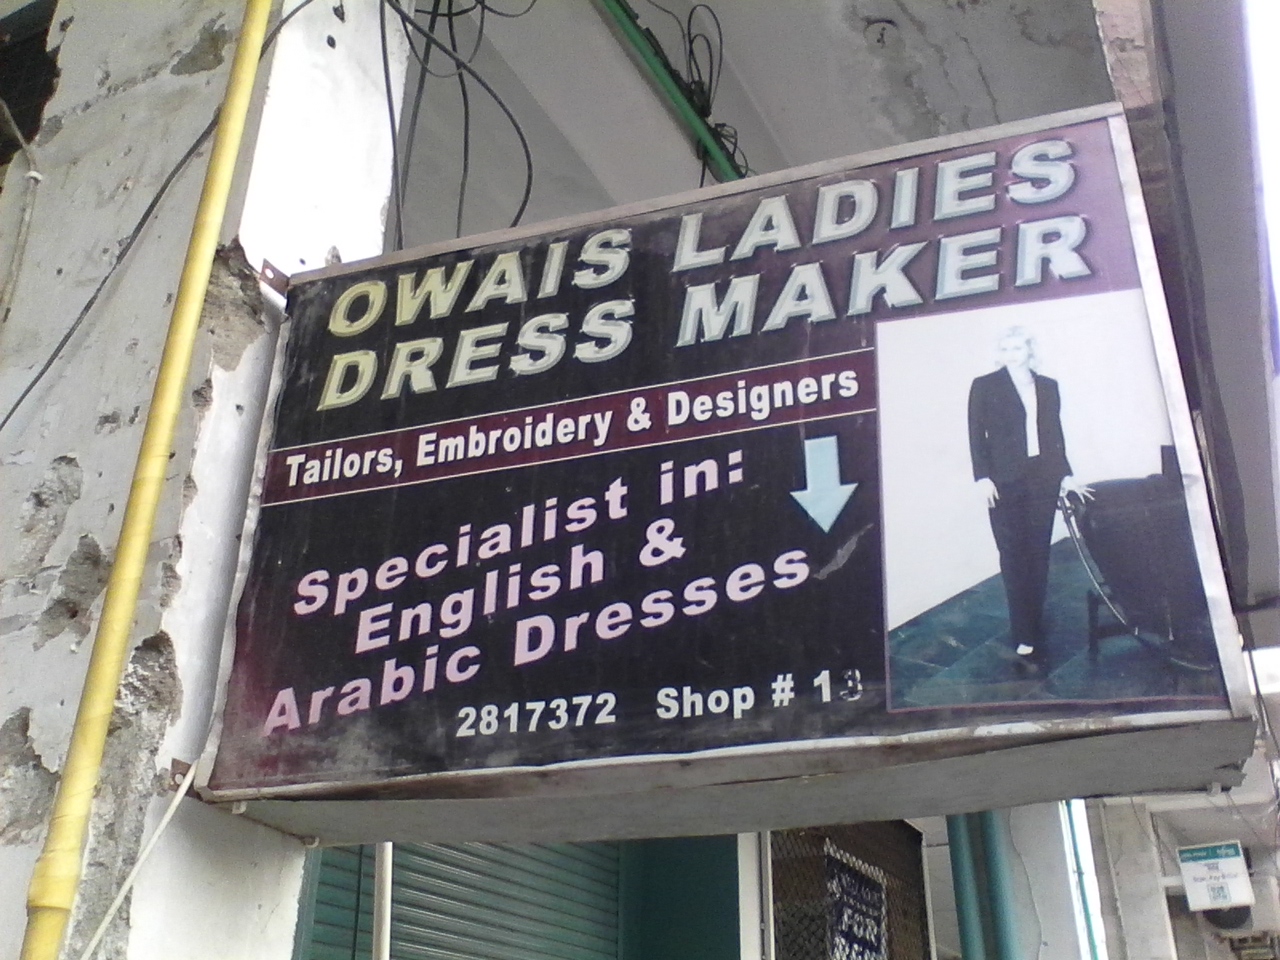 OWAIS LADIES
DRESS MAKER
Tailors, Embroidery & Designers
Specialist in:
English &
Arabic Dresses
2817372 Shop # 13